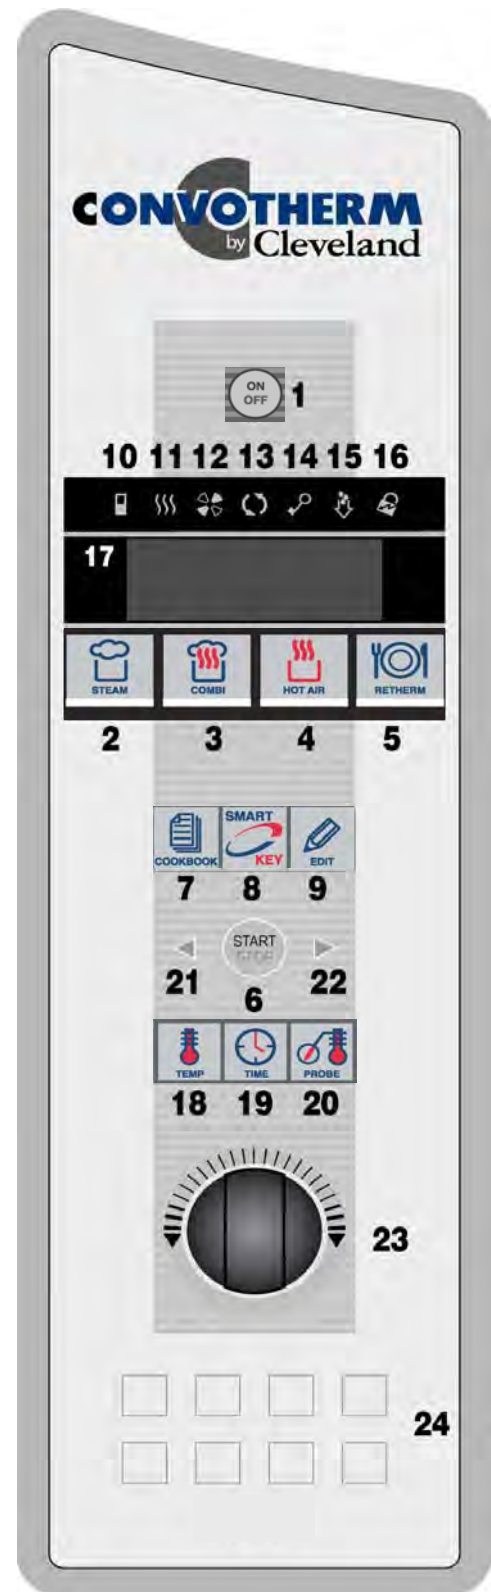 CONVOTHERM
by Cleveland
ON
OFF
1
10 11 12 13 14 15 16
17
STEAM COMBI HOT AIR RETHERM
2 3 4 5
COOKBOOK SMART KEY EDIT
7 8 9
START
STOP
21 22
6
TEMP TIME PROBE
18 19 20
23
24